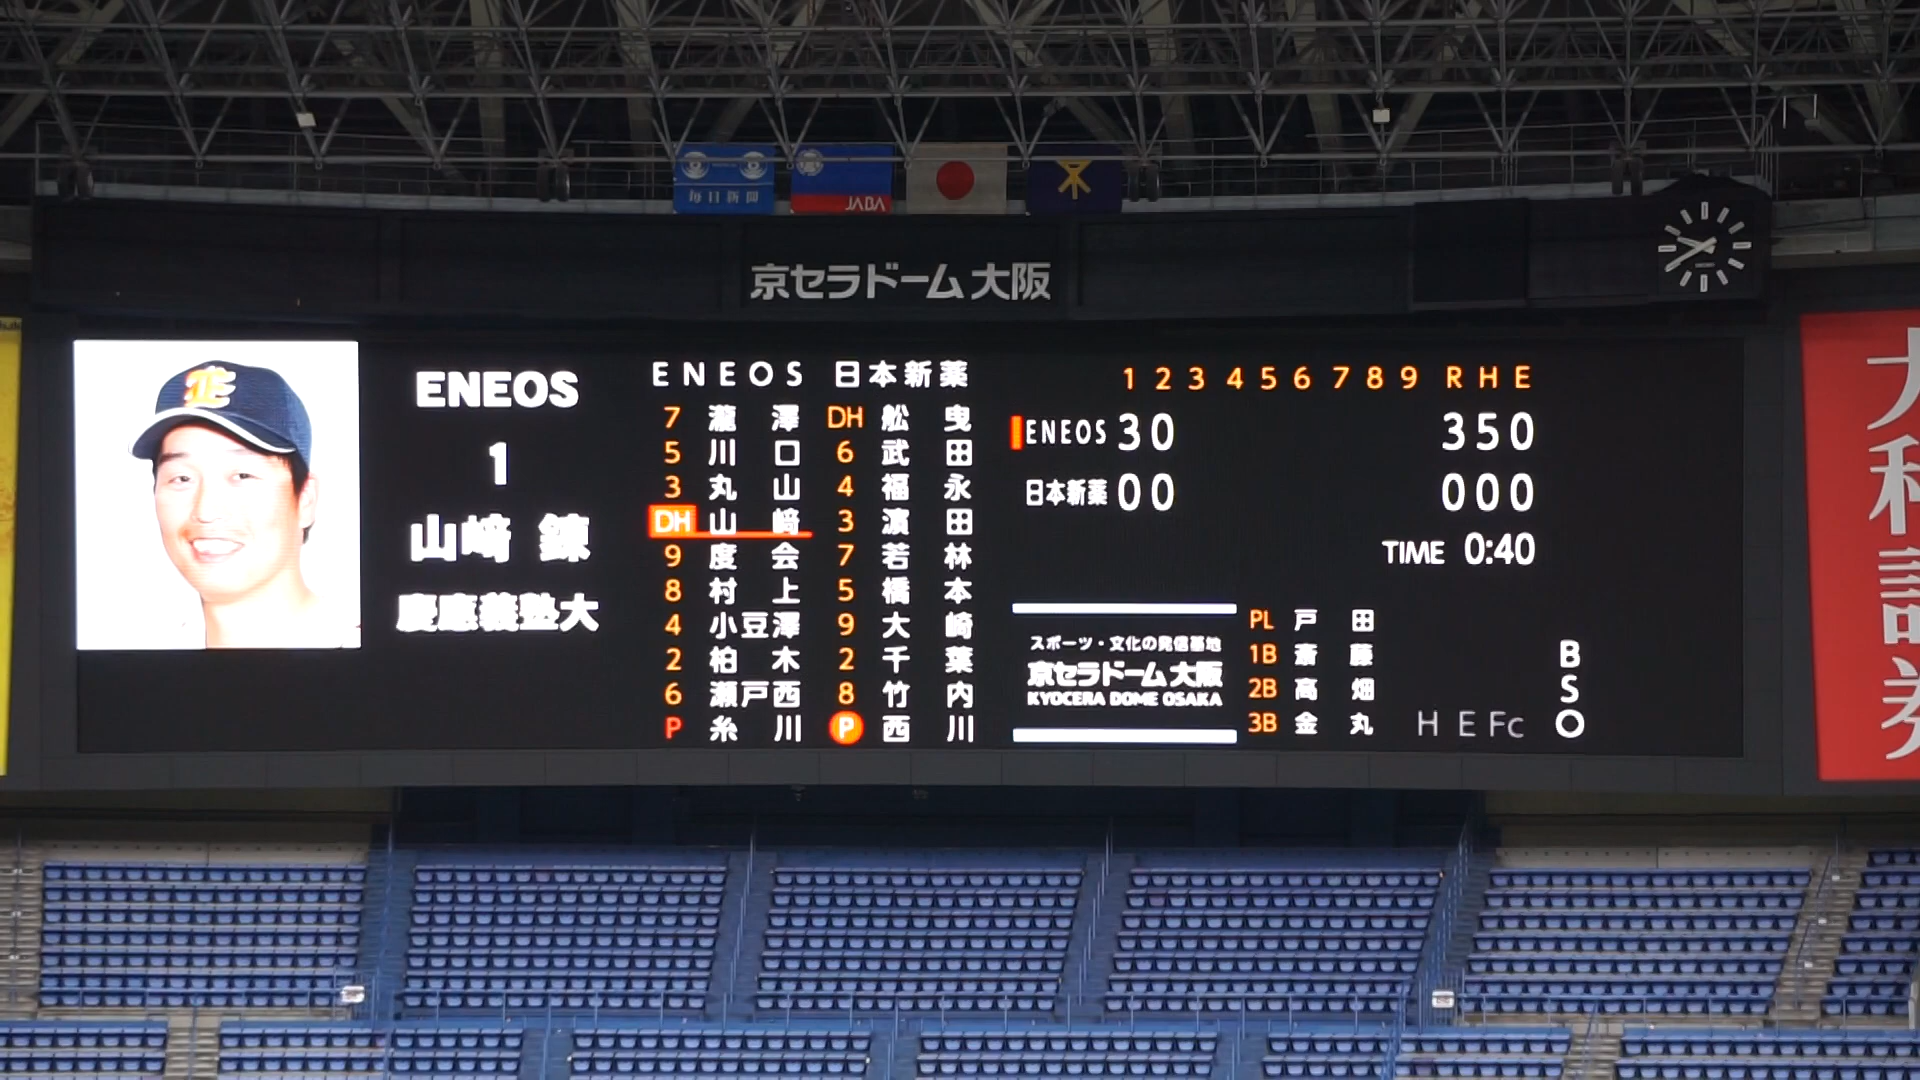 毎日新聞
JABA
京セラドーム大阪
ENEOS
1
山﨑 錬
慶應義塾大
ENEOS 日本新薬
7 瀧澤 DH 舩曳
5 川口 6 武田
3 丸山 4 福永
DH 山﨑 3 濱田
9 度会 7 若林
8 村上 5 橋本
4 小豆澤 9 大崎
2 柏木 2 千葉
6 瀬戸西 8 竹内
P 糸川 P 西川
1 2 3 4 5 6 7 8 9 R H E
ENEOS 3 0 3 5 0
日本新薬 0 0 0 0 0
TIME 0:40
スポーツ・文化の発信基地
京セラドーム大阪
KYOCERA DOME OSAKA
PL 戸田
1B 斎藤
2B 高畑
3B 金丸
H E Fc
B
S
O